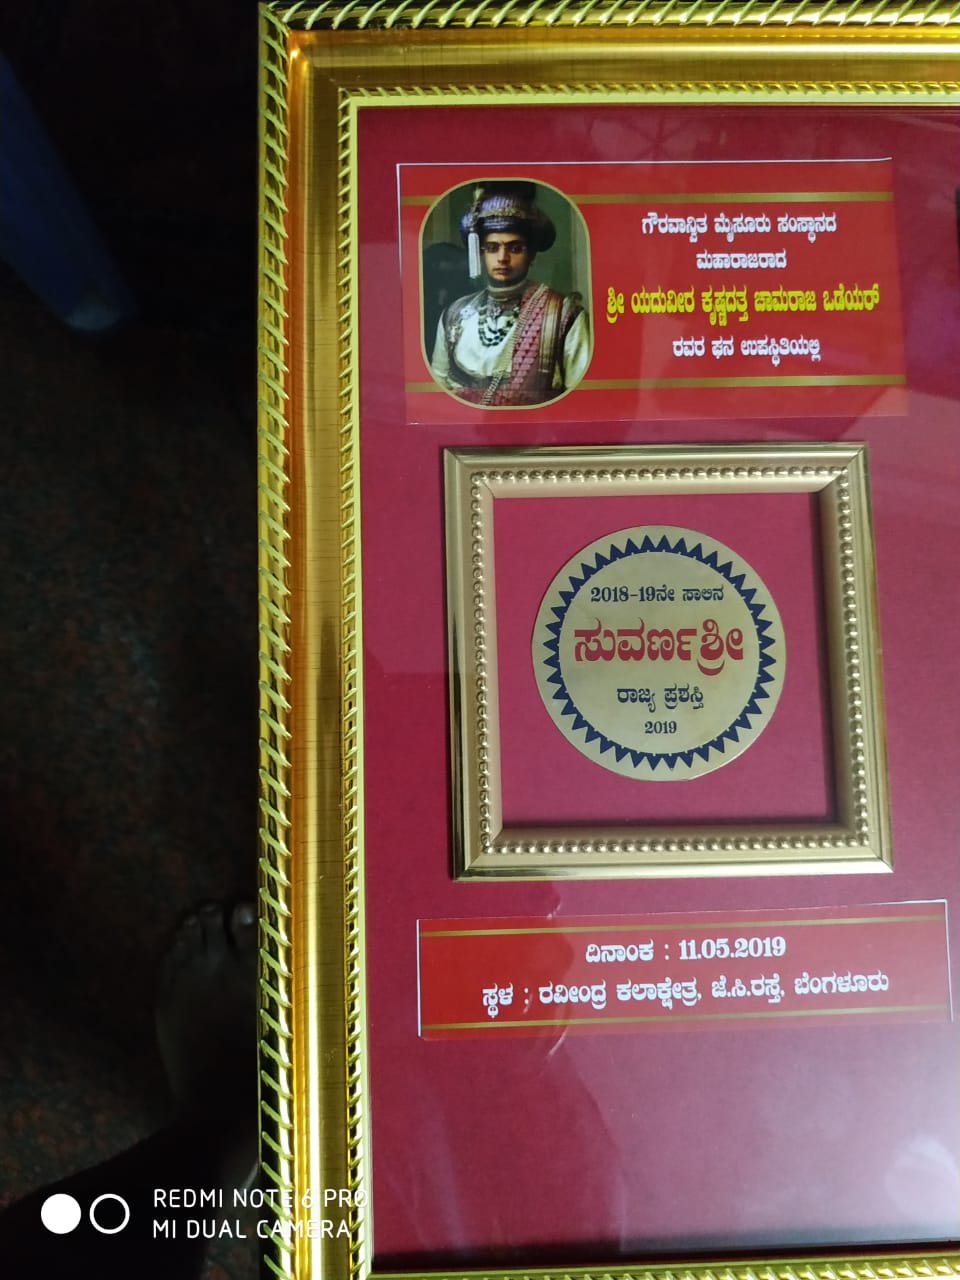 ಗೌರವಾನ್ವಿತ ಮೈಸೂರು ಸಂಸ್ಥಾನದ
ಮಹಾರಾಜರಾದ
ಶ್ರೀ ಯದುವೀರ ಕೃಷ್ಣದತ್ತ ಚಾಮರಾಜ ಒಡೆಯರ್
ರವರ ಘನ ಉಪಸ್ಥಿತಿಯಲ್ಲಿ
2018-19ನೇ ಸಾಲಿನ
ಸುವರ್ಣಶ್ರೀ
ರಾಜ್ಯ ಪ್ರಶಸ್ತಿ
2019
ದಿನಾಂಕ : 11.05.2019
ಸ್ಥಳ : ರವೀಂದ್ರ ಕಲಾಕ್ಷೇತ್ರ, ಜೆ.ಸಿ.ರಸ್ತೆ, ಬೆಂಗಳೂರು
REDMI NOTE 6 PRO
MI DUAL CAMERA